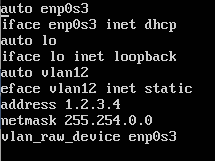 auto enp0s3
iface enp0s3 inet dhcp
auto lo
iface lo inet loopback
auto vlan12
eface vlan12 inet static
address 1.2.3.4
netmask 255.254.0.0
vlan_raw_device enp0s3